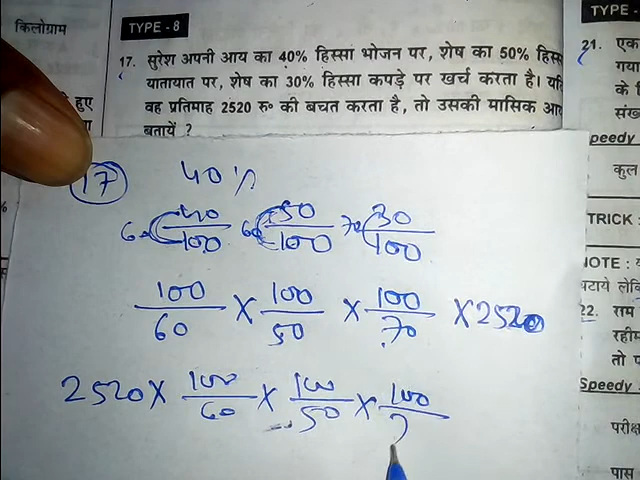 किलोग्राम
TYPE - 8
TYPE -
17. सुरेश अपनी आय का 40% हिस्सा भोजन पर, शेष का 50% हिस्स
यातायात पर, शेष का 30% हिस्सा कपड़े पर खर्च करता है। यदि
वह प्रतिमाह 2520 रु० की बचत करता है, तो उसकी मासिक आय
बतायें ?
हुए
21. एक
गया
के f
संख्
peedy
कुल
TRICK :
NOTE : य
घटाये लेकि
22. राम
रहीम
तो प
Speedy
परीक्ष
पास
17 40%
60 40/100 60 50/100 70 30/100
100/60 × 100/50 × 100/70 × 2520
2520 × 100/60 × 100/50 × 100/